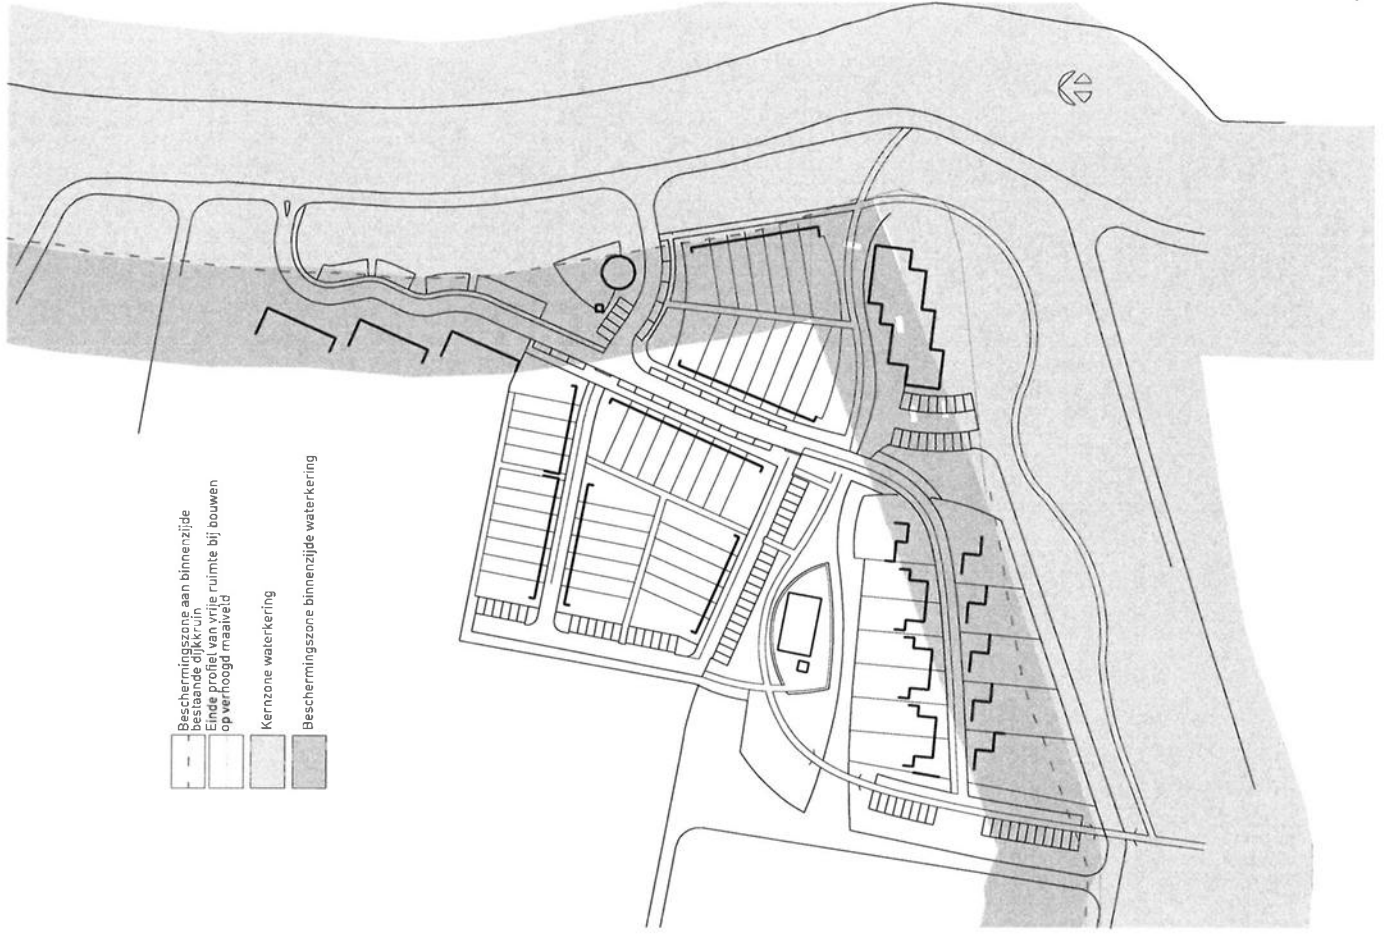 Beschermingszone aan binnenzijde
bestaande dijkkruin
Einde profiel van vrije ruimte bij bouwen
op verhoogd maaiveld
Kernzone waterkering
Beschermingszone binnenzijde waterkering